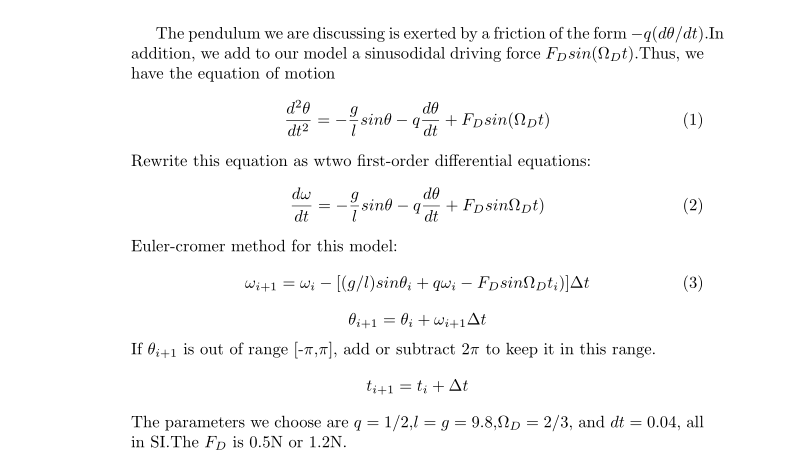 The pendulum we are discussing is exerted by a friction of the form −q(dθ/dt).In
addition, we add to our model a sinusodidal driving force F_D sin(Ω_D t).Thus, we
have the equation of motion
d²θ/dt² = −g/l sinθ − q dθ/dt + F_D sin(Ω_D t) (1)
Rewrite this equation as wtwo first-order differential equations:
dω/dt = −g/l sinθ − q dθ/dt + F_D sinΩ_D t) (2)
Euler-cromer method for this model:
ω_{i+1} = ω_i − [(g/l)sinθ_i + qω_i − F_D sinΩ_D t_i)]Δt (3)
θ_{i+1} = θ_i + ω_{i+1}Δt
If θ_{i+1} is out of range [-π,π], add or subtract 2π to keep it in this range.
t_{i+1} = t_i + Δt
The parameters we choose are q = 1/2,l = g = 9.8,Ω_D = 2/3, and dt = 0.04, all
in SI.The F_D is 0.5N or 1.2N.